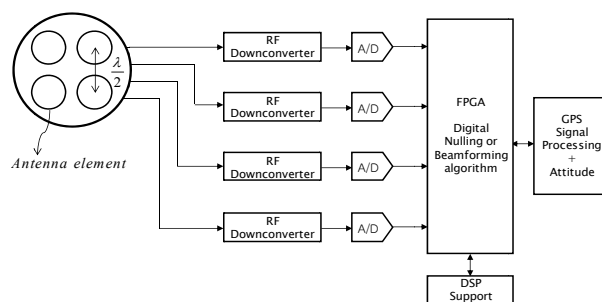 λ
2
Antenna element
RF
Downconverter
A/D
RF
Downconverter
A/D
RF
Downconverter
A/D
RF
Downconverter
A/D
FPGA
Digital
Nulling or
Beamforming
algorithm
GPS
Signal
Processing
+
Attitude
DSP
Support